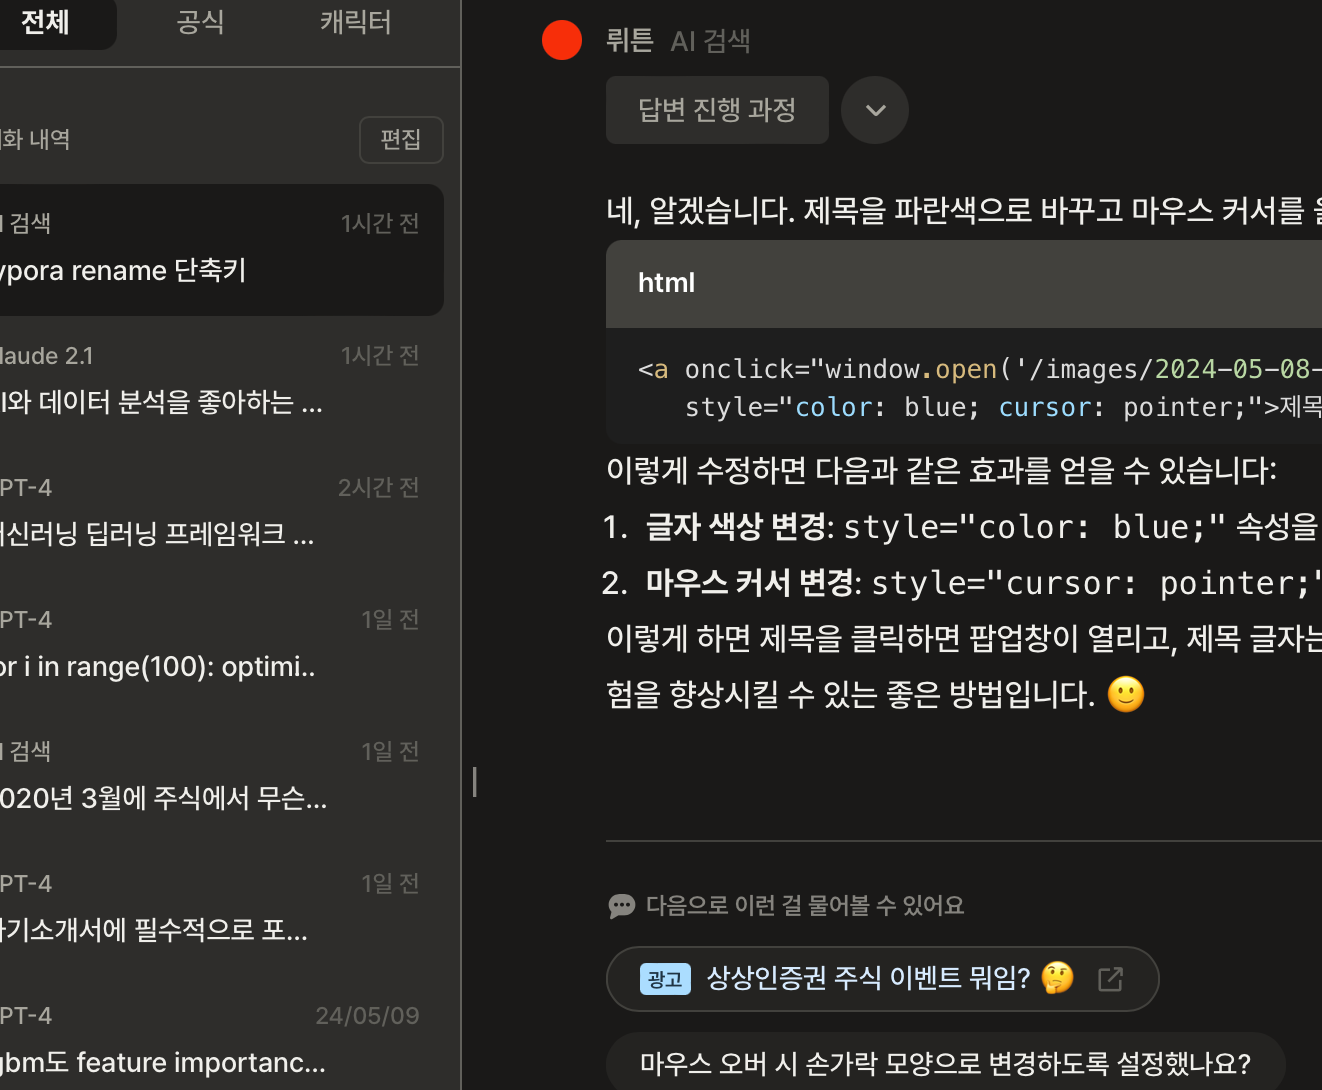 전체
공식
캐릭터
화 내역
편집
검색
1시간 전
ypora rename 단축키
laude 2.1
1시간 전
와 데이터 분석을 좋아하는 ...
PT-4
2시간 전
신러닝 딥러닝 프레임워크 ...
PT-4
1일 전
or i in range(100): optimi..
검색
1일 전
020년 3월에 주식에서 무슨...
PT-4
1일 전
기소개서에 필수적으로 포...
PT-4
24/05/09
gbm도 feature importanc...
뤼튼 AI 검색
답변 진행 과정
네, 알겠습니다. 제목을 파란색으로 바꾸고 마우스 커서를
html
<a onclick="window.open('/images/2024-05-08-
style="color: blue; cursor: pointer;">제목
이렇게 수정하면 다음과 같은 효과를 얻을 수 있습니다:
1. 글자 색상 변경: style="color: blue;" 속성을
2. 마우스 커서 변경: style="cursor: pointer;"
이렇게 하면 제목을 클릭하면 팝업창이 열리고, 제목 글자는
험을 향상시킬 수 있는 좋은 방법입니다. 🙂
다음으로 이런 걸 물어볼 수 있어요
광고 상상인증권 주식 이벤트 뭐임? 🤔
마우스 오버 시 손가락 모양으로 변경하도록 설정했나요?